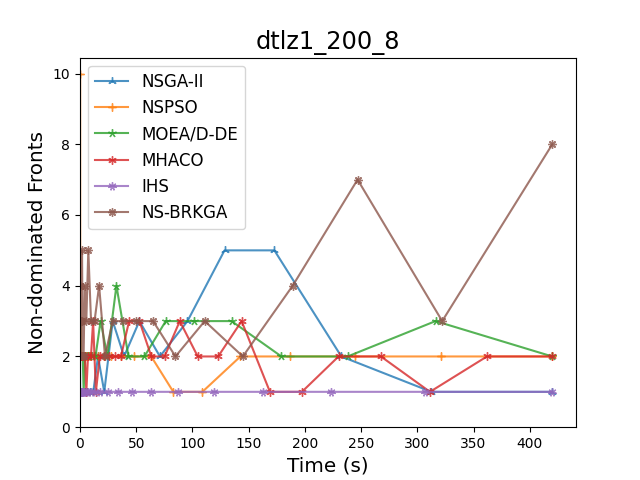 dtlz1_200_8
Non-dominated Fronts
10
8
6
4
2
0
NSGA-II
NSPSO
MOEA/D-DE
MHACO
IHS
NS-BRKGA
0 50 100 150 200 250 300 350 400
Time (s)